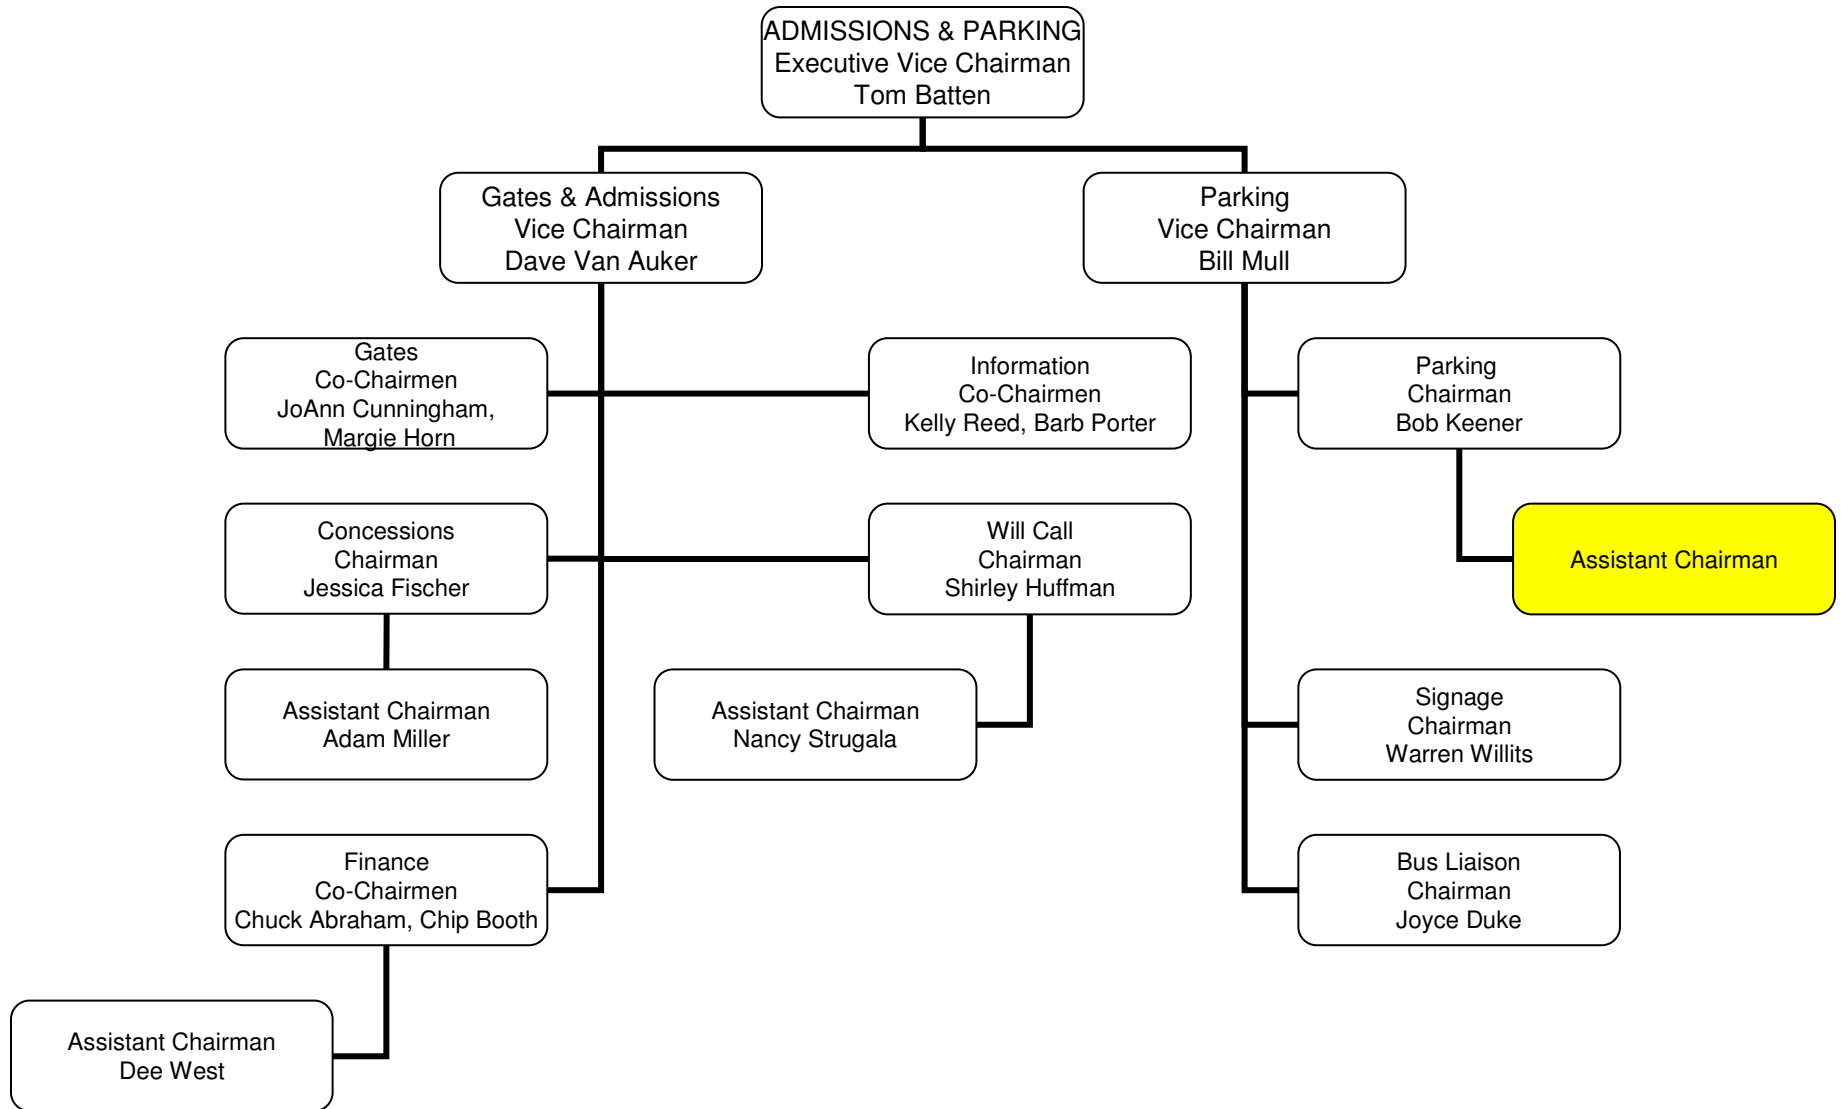 ADMISSIONS & PARKING
Executive Vice Chairman
Tom Batten
Gates & Admissions
Vice Chairman
Dave Van Auker
Parking
Vice Chairman
Bill Mull
Gates
Co-Chairmen
JoAnn Cunningham,
Margie Horn
Information
Co-Chairmen
Kelly Reed, Barb Porter
Parking
Chairman
Bob Keener
Concessions
Chairman
Jessica Fischer
Will Call
Chairman
Shirley Huffman
Assistant Chairman
Assistant Chairman
Adam Miller
Assistant Chairman
Nancy Strugala
Signage
Chairman
Warren Willits
Finance
Co-Chairmen
Chuck Abraham, Chip Booth
Bus Liaison
Chairman
Joyce Duke
Assistant Chairman
Dee West